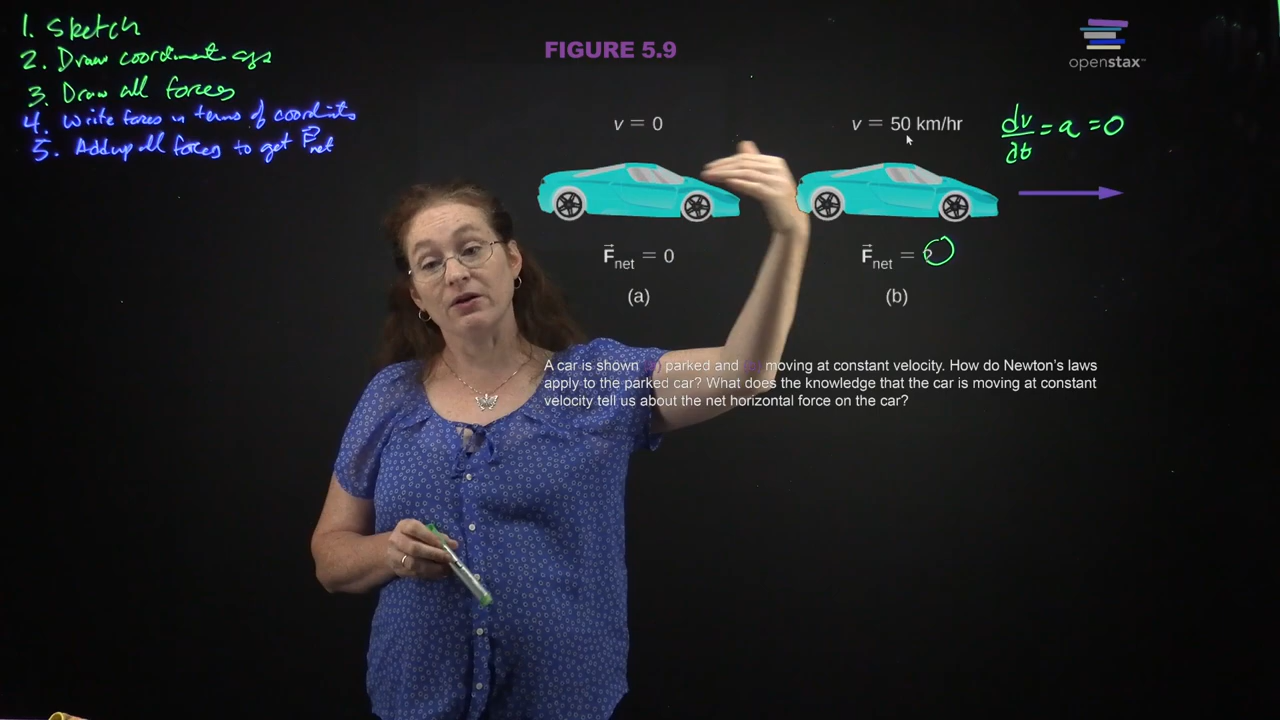 1. Sketch
2. Draw coordinate sys
3. Draw all forces
4. Write forces in terms of coordinates
5. Add up all forces to get F⃗net
FIGURE 5.9
openstax™
v = 0
v = 50 km/hr
dv/dt = a = 0
F⃗net = 0
F⃗net = 0
(a)
(b)
A car is shown parked and moving at constant velocity. How do Newton's laws
apply to the parked car? What does the knowledge that the car is moving at constant
velocity tell us about the net horizontal force on the car?